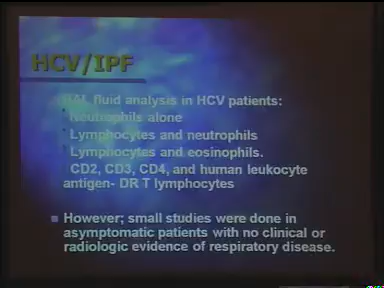 HCV/IPF
BAL fluid analysis in HCV patients:
Neutrophils alone
Lymphocytes and neutrophils
Lymphocytes and eosinophils.
CD2, CD3, CD4, and human leukocyte
antigen- DR T lymphocytes
However; small studies were done in
asymptomatic patients with no clinical or
radiologic evidence of respiratory disease.